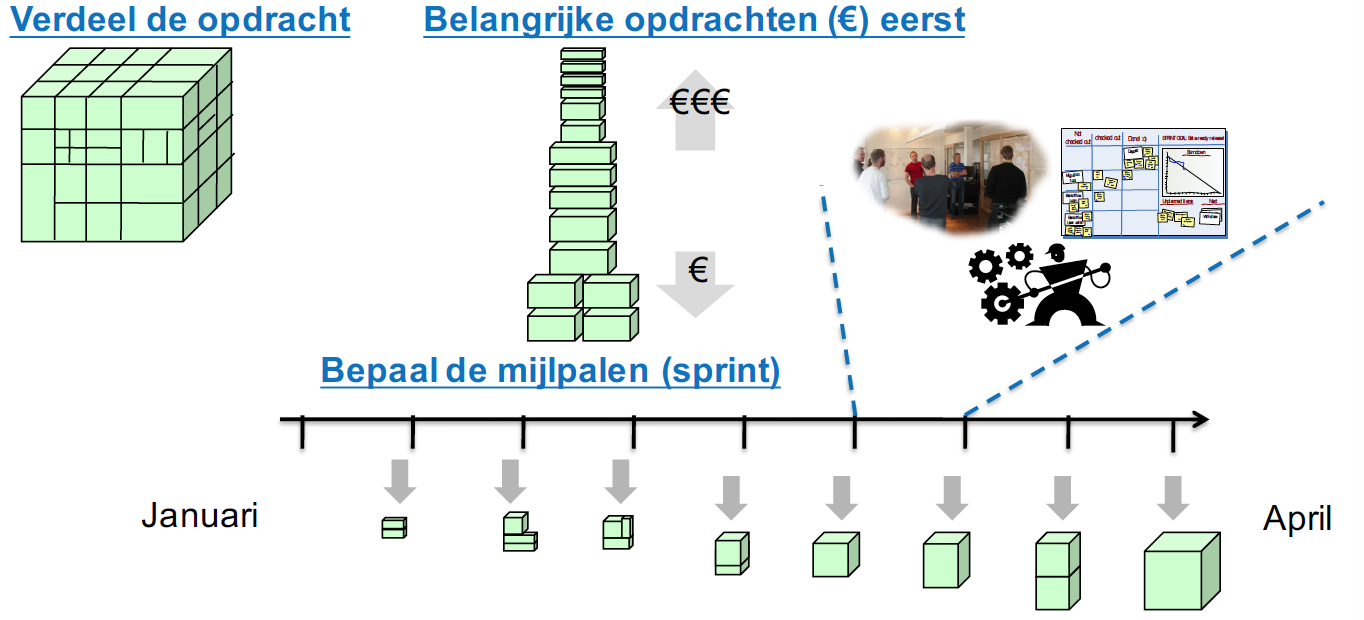 Verdeel de opdracht
Belangrijke opdrachten (€) eerst
€€€
€
Not
checked out
checked out
Done! :o)
SPRINT GOAL:
Burndown
Unplanned items
Next
Bepaal de mijlpalen (sprint)
Januari
April